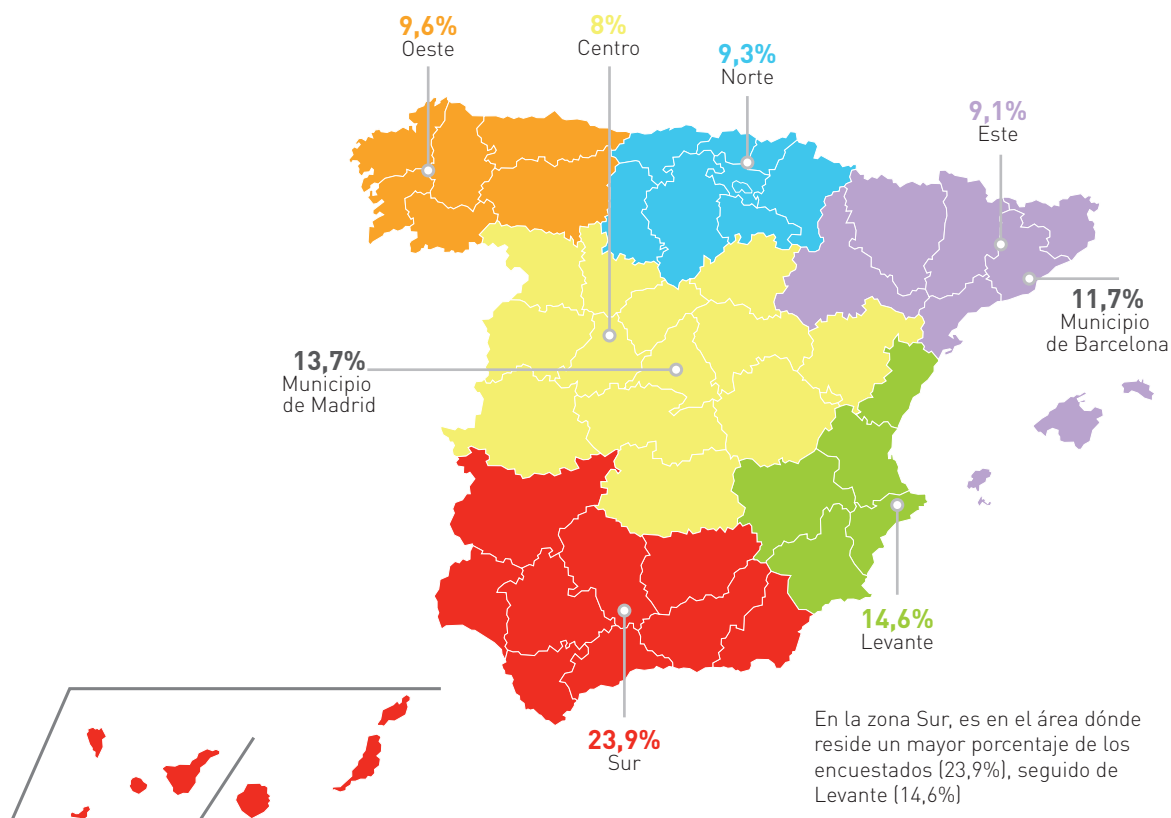 9,6%
Oeste
8%
Centro
9,3%
Norte
9,1%
Este
11,7%
Municipio
de Barcelona
13,7%
Municipio
de Madrid
14,6%
Levante
23,9%
Sur
En la zona Sur, es en el área dónde
reside un mayor porcentaje de los
encuestados (23,9%), seguido de
Levante (14,6%)